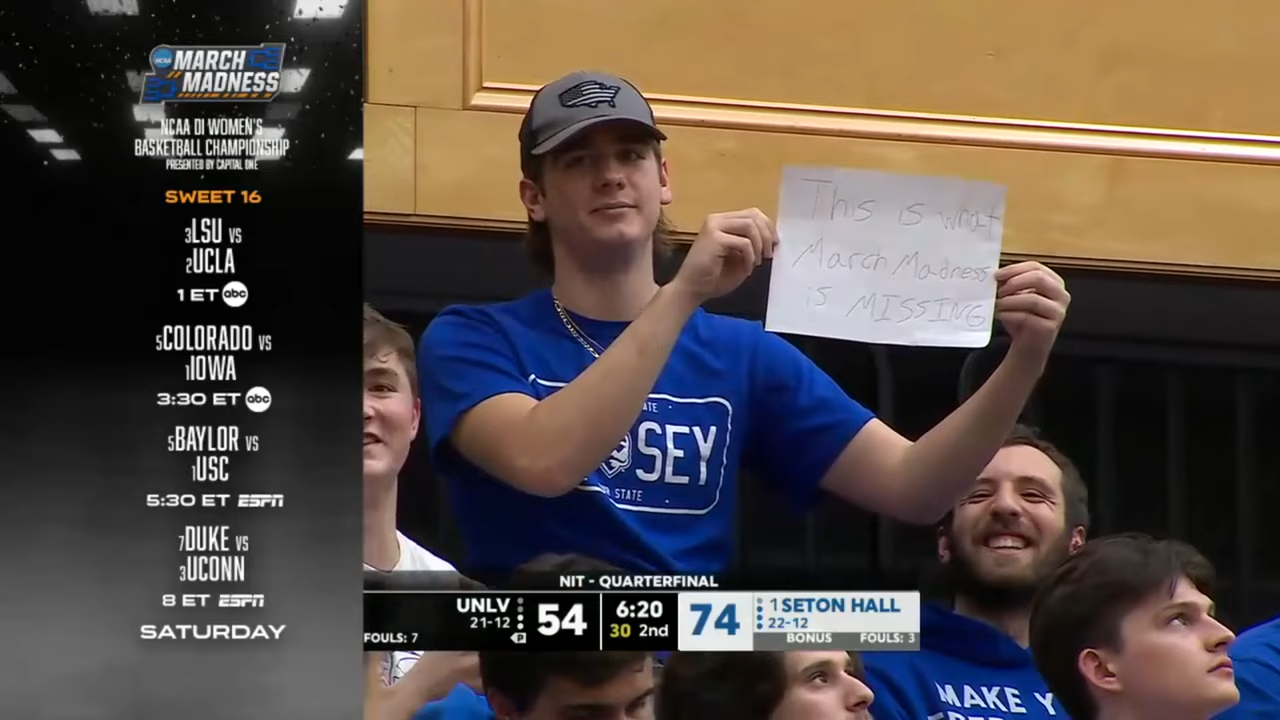 NCAA
MARCH
MADNESS
NCAA DI WOMEN'S
BASKETBALL CHAMPIONSHIP
PRESENTED BY CAPITAL ONE
SWEET 16
3LSU VS
2UCLA
1 ET abc
5COLORADO VS
1IOWA
3:30 ET abc
5BAYLOR VS
1USC
5:30 ET ESPN
7DUKE VS
3UCONN
8 ET ESPN
SATURDAY
This is what
March Madness
is MISSING
SEY
STATE
NIT - QUARTERFINAL
UNLV 54
21-12
P
FOULS: 7
6:20
30 2nd
74 1 SETON HALL
22-12
BONUS FOULS: 3
MAKE Y